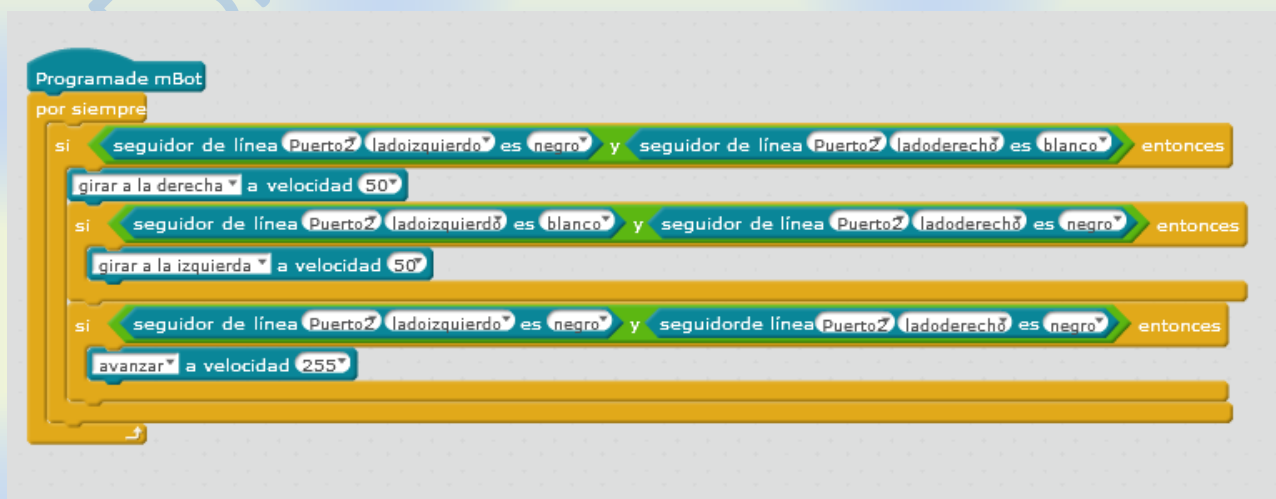 Programade mBot
por siempre
si seguidor de línea Puerto2 ladoizquierdo es negro y seguidor de línea Puerto2 ladoderecho es blanco entonces
girar a la derecha a velocidad 50
si seguidor de línea Puerto2 ladoizquierdo es blanco y seguidor de línea Puerto2 ladoderecho es negro entonces
girar a la izquierda a velocidad 50
si seguidor de línea Puerto2 ladoizquierdo es negro y seguidorde línea Puerto2 ladoderecho es negro entonces
avanzar a velocidad 255